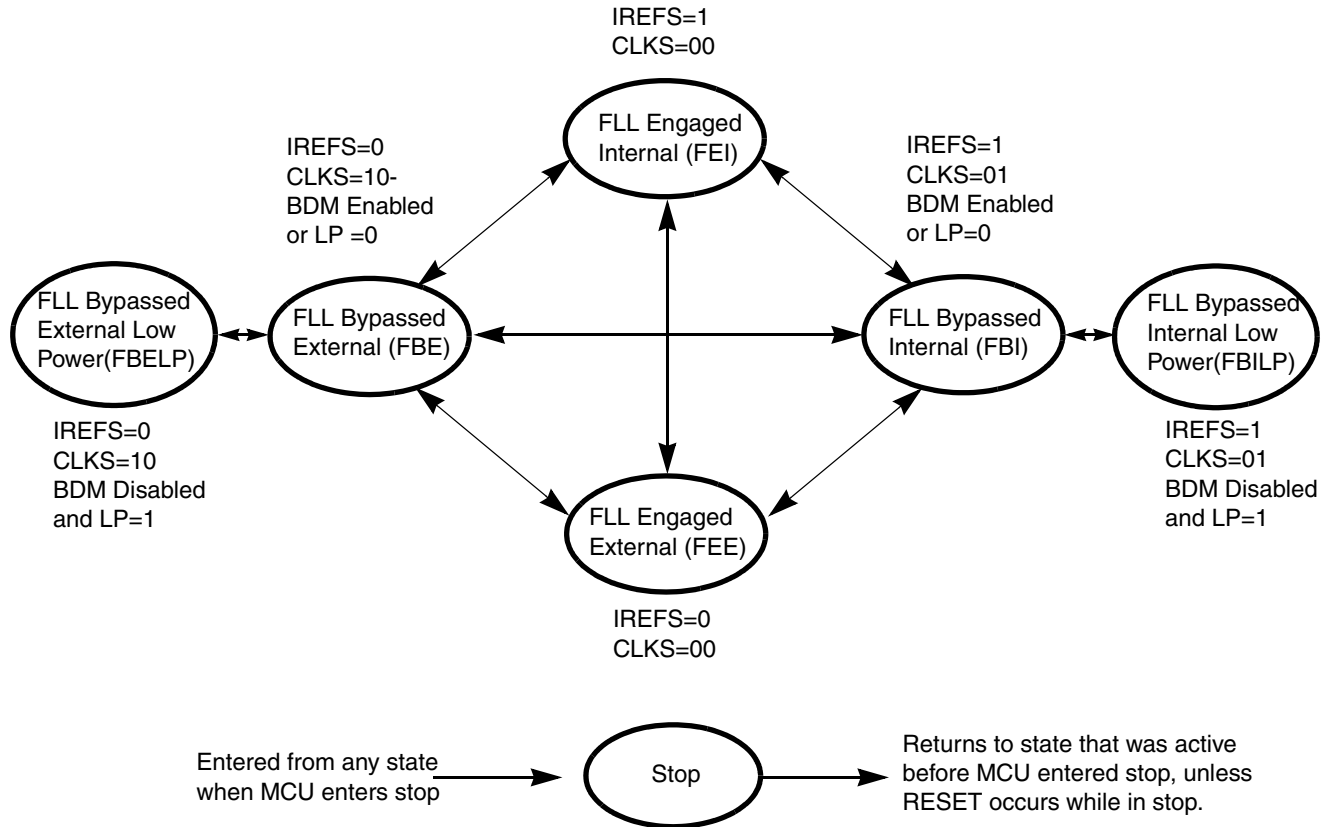 IREFS=1
CLKS=00
FLL Engaged
Internal (FEI)
IREFS=0
CLKS=10-
BDM Enabled
or LP =0
IREFS=1
CLKS=01
BDM Enabled
or LP=0
FLL Bypassed
External Low
Power(FBELP)
FLL Bypassed
External (FBE)
FLL Bypassed
Internal (FBI)
FLL Bypassed
Internal Low
Power(FBILP)
IREFS=0
CLKS=10
BDM Disabled
and LP=1
IREFS=1
CLKS=01
BDM Disabled
and LP=1
FLL Engaged
External (FEE)
IREFS=0
CLKS=00
Entered from any state
when MCU enters stop
Stop
Returns to state that was active
before MCU entered stop, unless
RESET occurs while in stop.